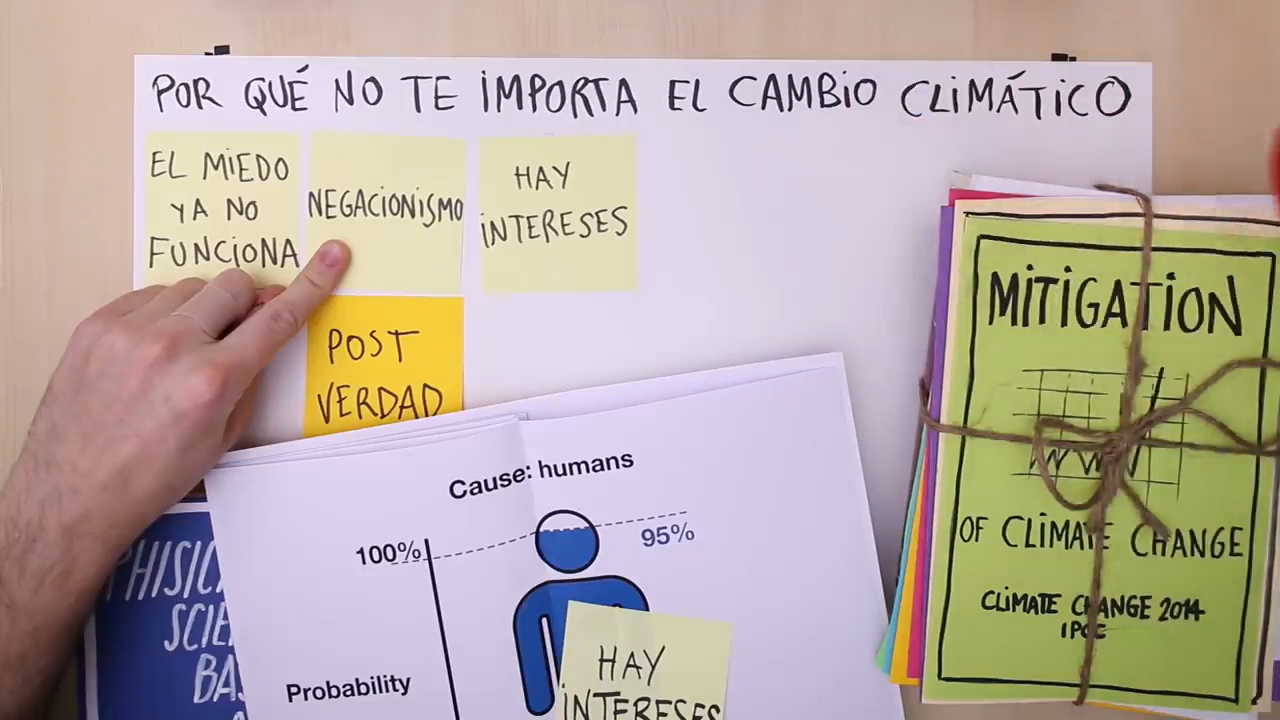 POR QUÉ NO TE IMPORTA EL CAMBIO CLIMÁTICO
EL MIEDO
YA NO
FUNCIONA
NEGACIONISMO
HAY
INTERESES
POST
VERDAD
Cause: humans
100%
95%
Probability
HAY
INTERESES
MITIGATION
OF CLIMATE CHANGE
CLIMATE CHANGE 2014
IPCC